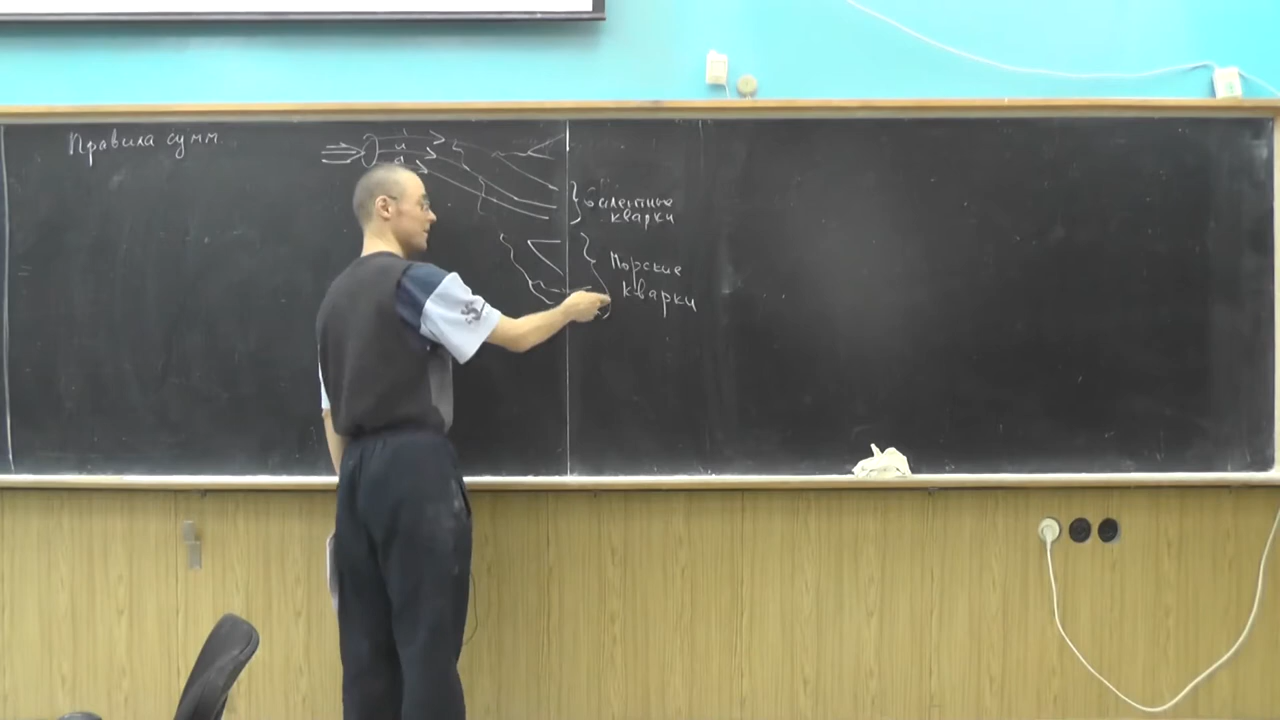 Правила сумм.
u
d
валентные
кварки
Морские
кварки